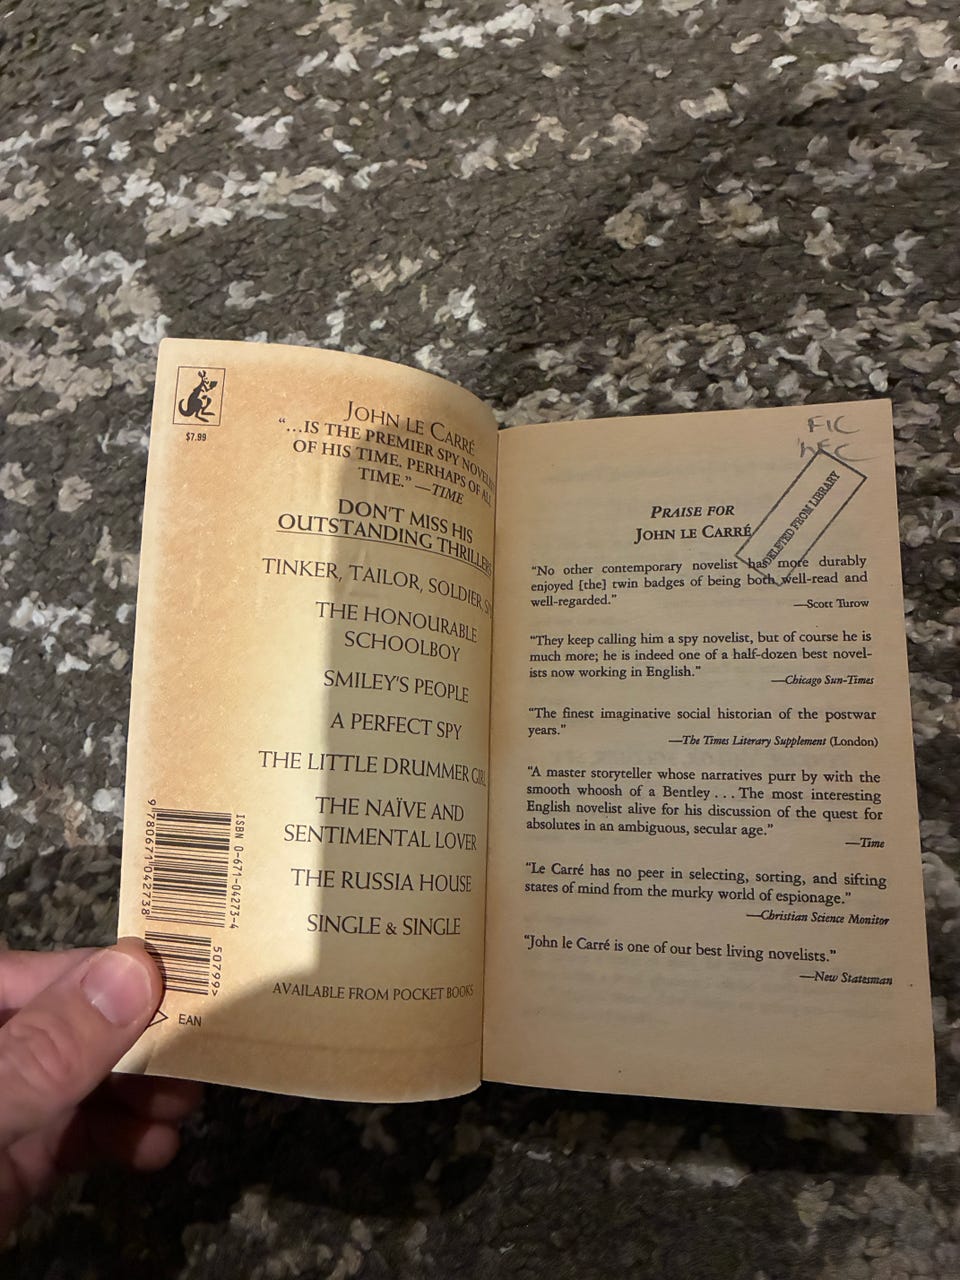 $7.99
JOHN LE CARRÉ
"...IS THE PREMIER SPY NOVELIST
OF HIS TIME. PERHAPS OF ALL
TIME." —TIME
DON'T MISS HIS
OUTSTANDING THRILLERS
TINKER, TAILOR, SOLDIER,
THE HONOURABLE
SCHOOLBOY
SMILEY'S PEOPLE
A PERFECT SPY
THE LITTLE DRUMMER GIRL
THE NAÏVE AND
SENTIMENTAL LOVER
THE RUSSIA HOUSE
SINGLE & SINGLE
AVAILABLE FROM POCKET BOOKS
ISBN 0-671-04273-4
9 780671 042738
50799>
EAN
FIC
DELETED FROM LIBRARY
PRAISE FOR
JOHN LE CARRÉ
"No other contemporary novelist has more durably
enjoyed [the] twin badges of being both well-read and
well-regarded."
—Scott Turow
"They keep calling him a spy novelist, but of course he is
much more; he is indeed one of a half-dozen best novel-
ists now working in English."
—Chicago Sun-Times
"The finest imaginative social historian of the postwar
years."
—The Times Literary Supplement (London)
"A master storyteller whose narratives purr by with the
smooth whoosh of a Bentley . . . The most interesting
English novelist alive for his discussion of the quest for
absolutes in an ambiguous, secular age."
—Time
"Le Carré has no peer in selecting, sorting, and sifting
states of mind from the murky world of espionage."
—Christian Science Monitor
"John le Carré is one of our best living novelists."
—New Statesman